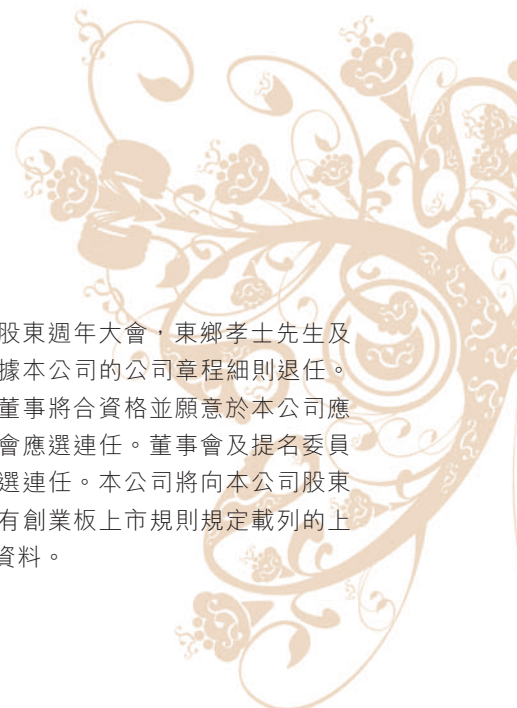 股東週年大會，東鄉孝士先生及
據本公司的公司章程細則退任。
董事將合資格並願意於本公司應
會應選連任。董事會及提名委員
選連任。本公司將向本公司股東
有創業板上市規則規定載列的上
資料。